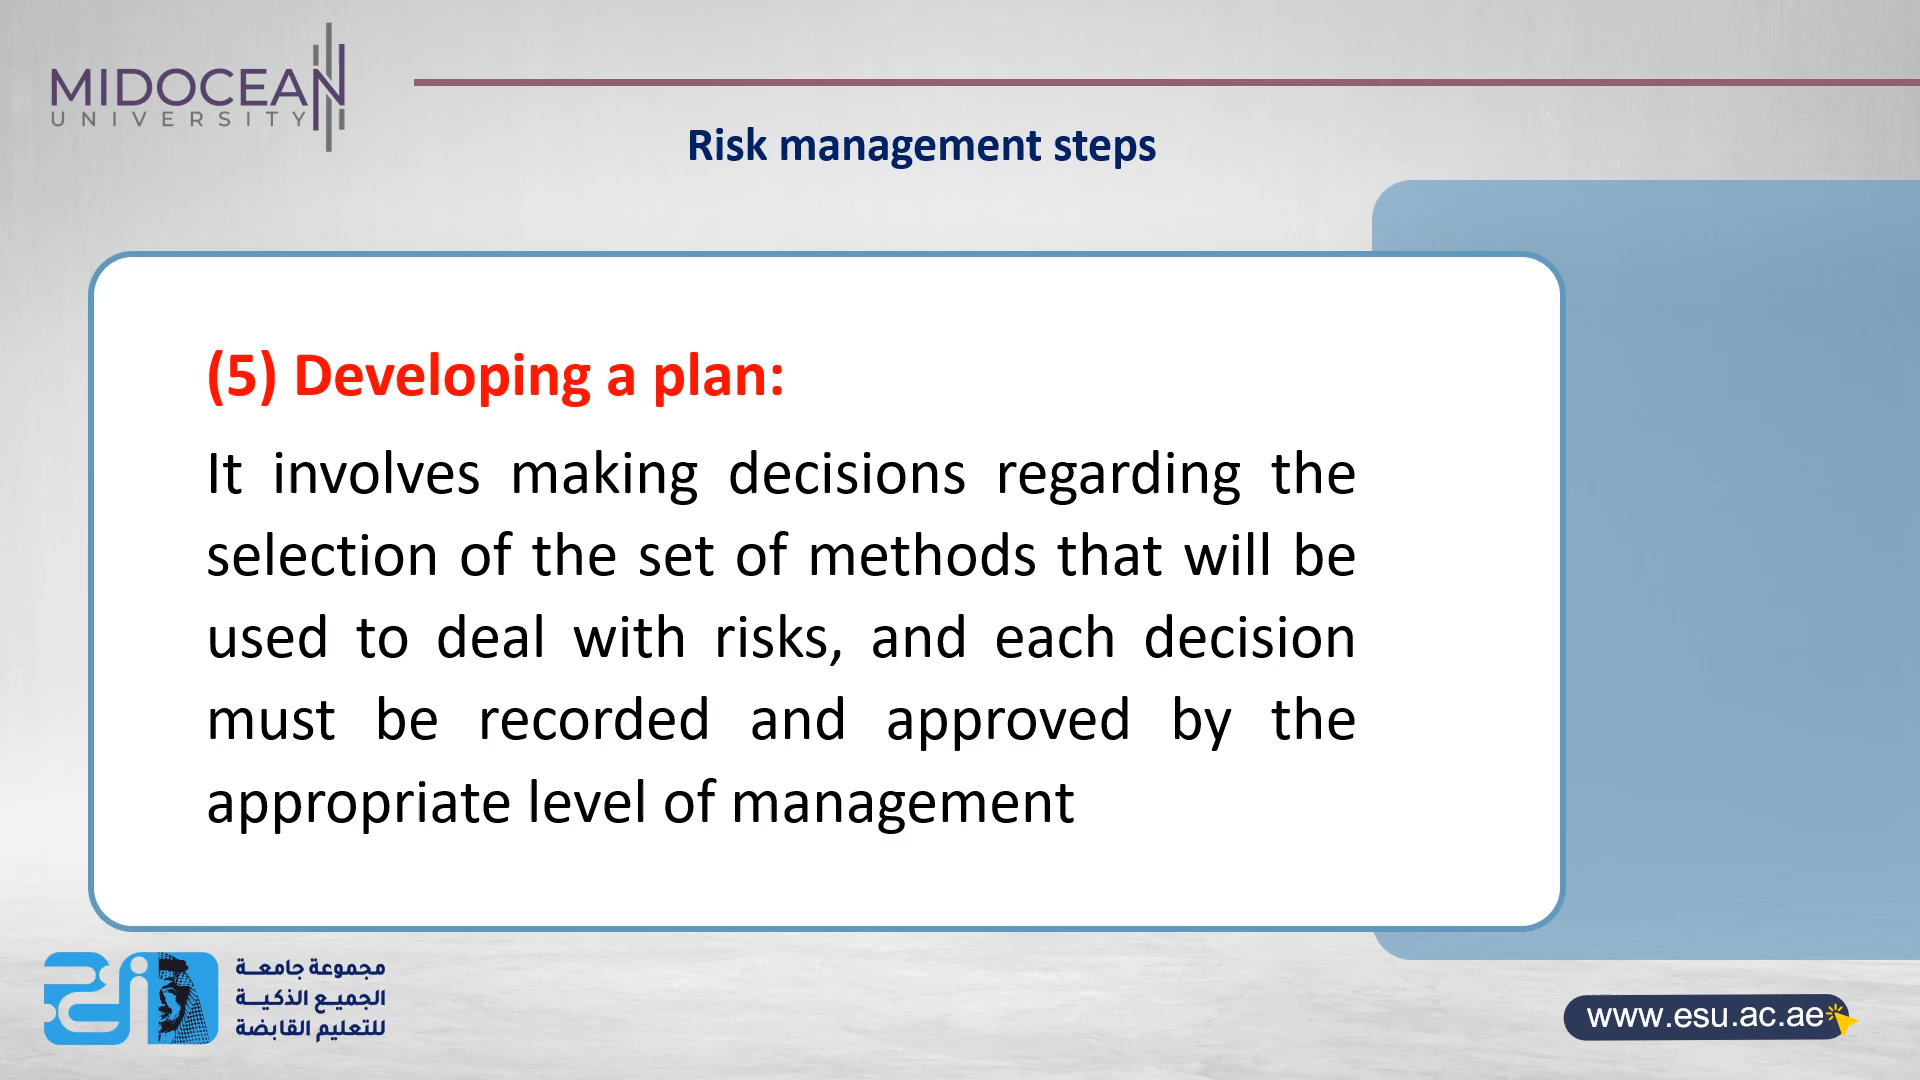 MIDOCEAN
UNIVERSITY
Risk management steps
(5) Developing a plan:
It involves making decisions regarding the
selection of the set of methods that will be
used to deal with risks, and each decision
must be recorded and approved by the
appropriate level of management
مجموعة جامعة
الجميع الذكية
للتعليم القابضة
www.esu.ac.ae